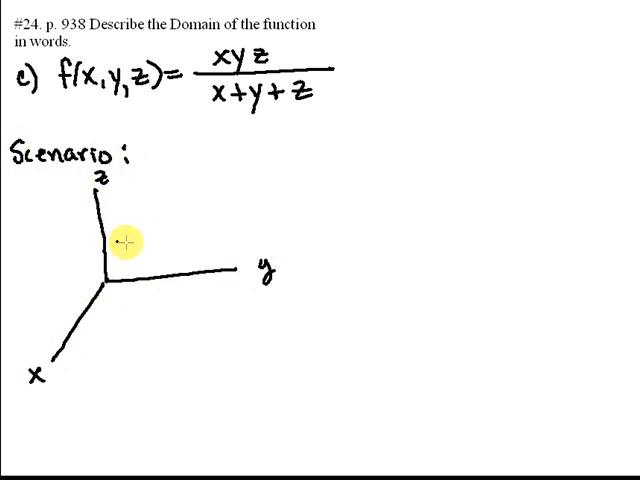 #24. p. 938 Describe the Domain of the function
in words.
c) f(x,y,z)= xyz
x+y+z
Scenario:
z
y
x